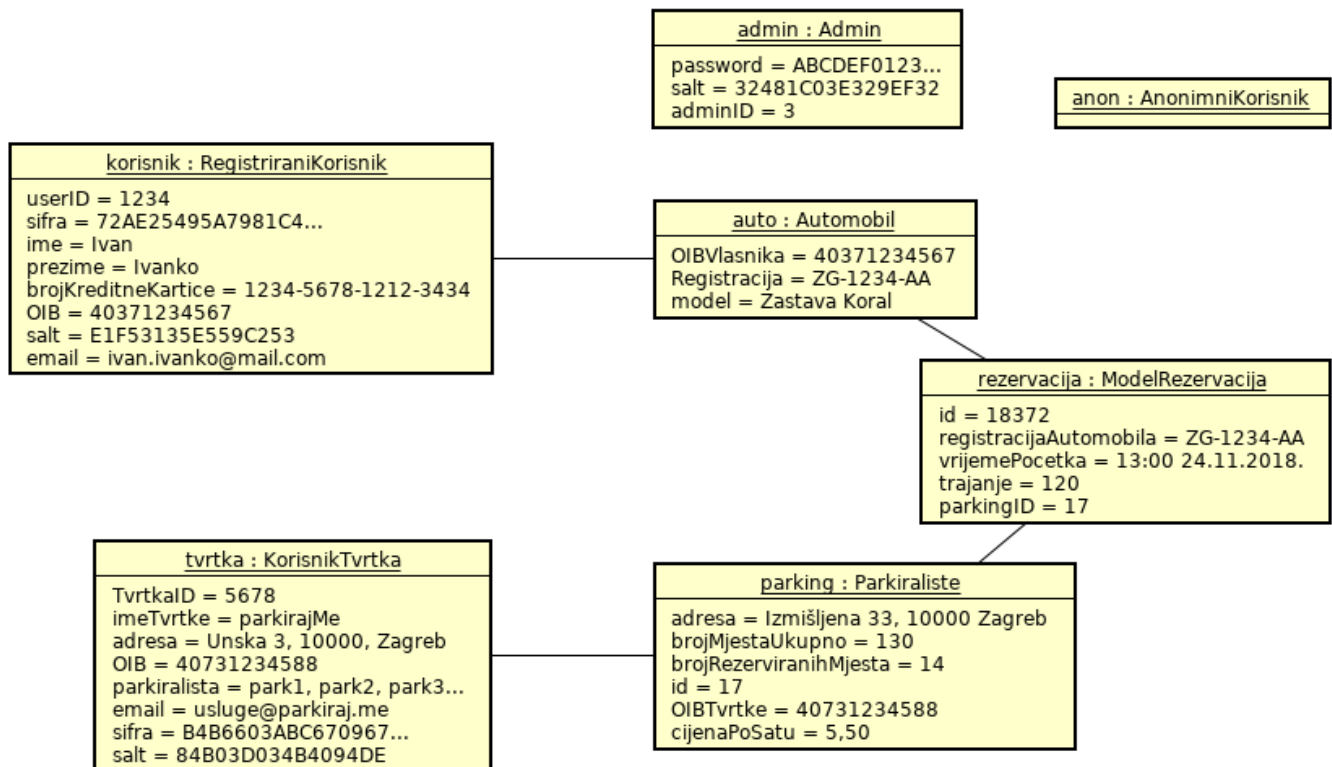 admin : Admin
password = ABCDEF0123...
salt = 32481C03E329EF32
adminID = 3
anon : AnonimniKorisnik
korisnik : RegistriraniKorisnik
userID = 1234
sifra = 72AE25495A7981C4...
ime = Ivan
prezime = Ivanko
brojKreditneKartice = 1234-5678-1212-3434
OIB = 40371234567
salt = E1F53135E559C253
email = ivan.ivanko@mail.com
auto : Automobil
OIBVlasnika = 40371234567
Registracija = ZG-1234-AA
model = Zastava Koral
rezervacija : ModelRezervacija
id = 18372
registracijaAutomobila = ZG-1234-AA
vrijemePocetka = 13:00 24.11.2018.
trajanje = 120
parkingID = 17
tvrtka : KorisnikTvrtka
TvrtkaID = 5678
imeTvrtke = parkirajMe
adresa = Unska 3, 10000, Zagreb
OIB = 40731234588
parkiralista = park1, park2, park3...
email = usluge@parkiraj.me
sifra = B4B6603ABC670967...
salt = 84B03D034B4094DE
parking : Parkiraliste
adresa = Izmišljena 33, 10000 Zagreb
brojMjestaUkupno = 130
brojRezerviranihMjesta = 14
id = 17
OIBTvrtke = 40731234588
cijenaPoSatu = 5,50